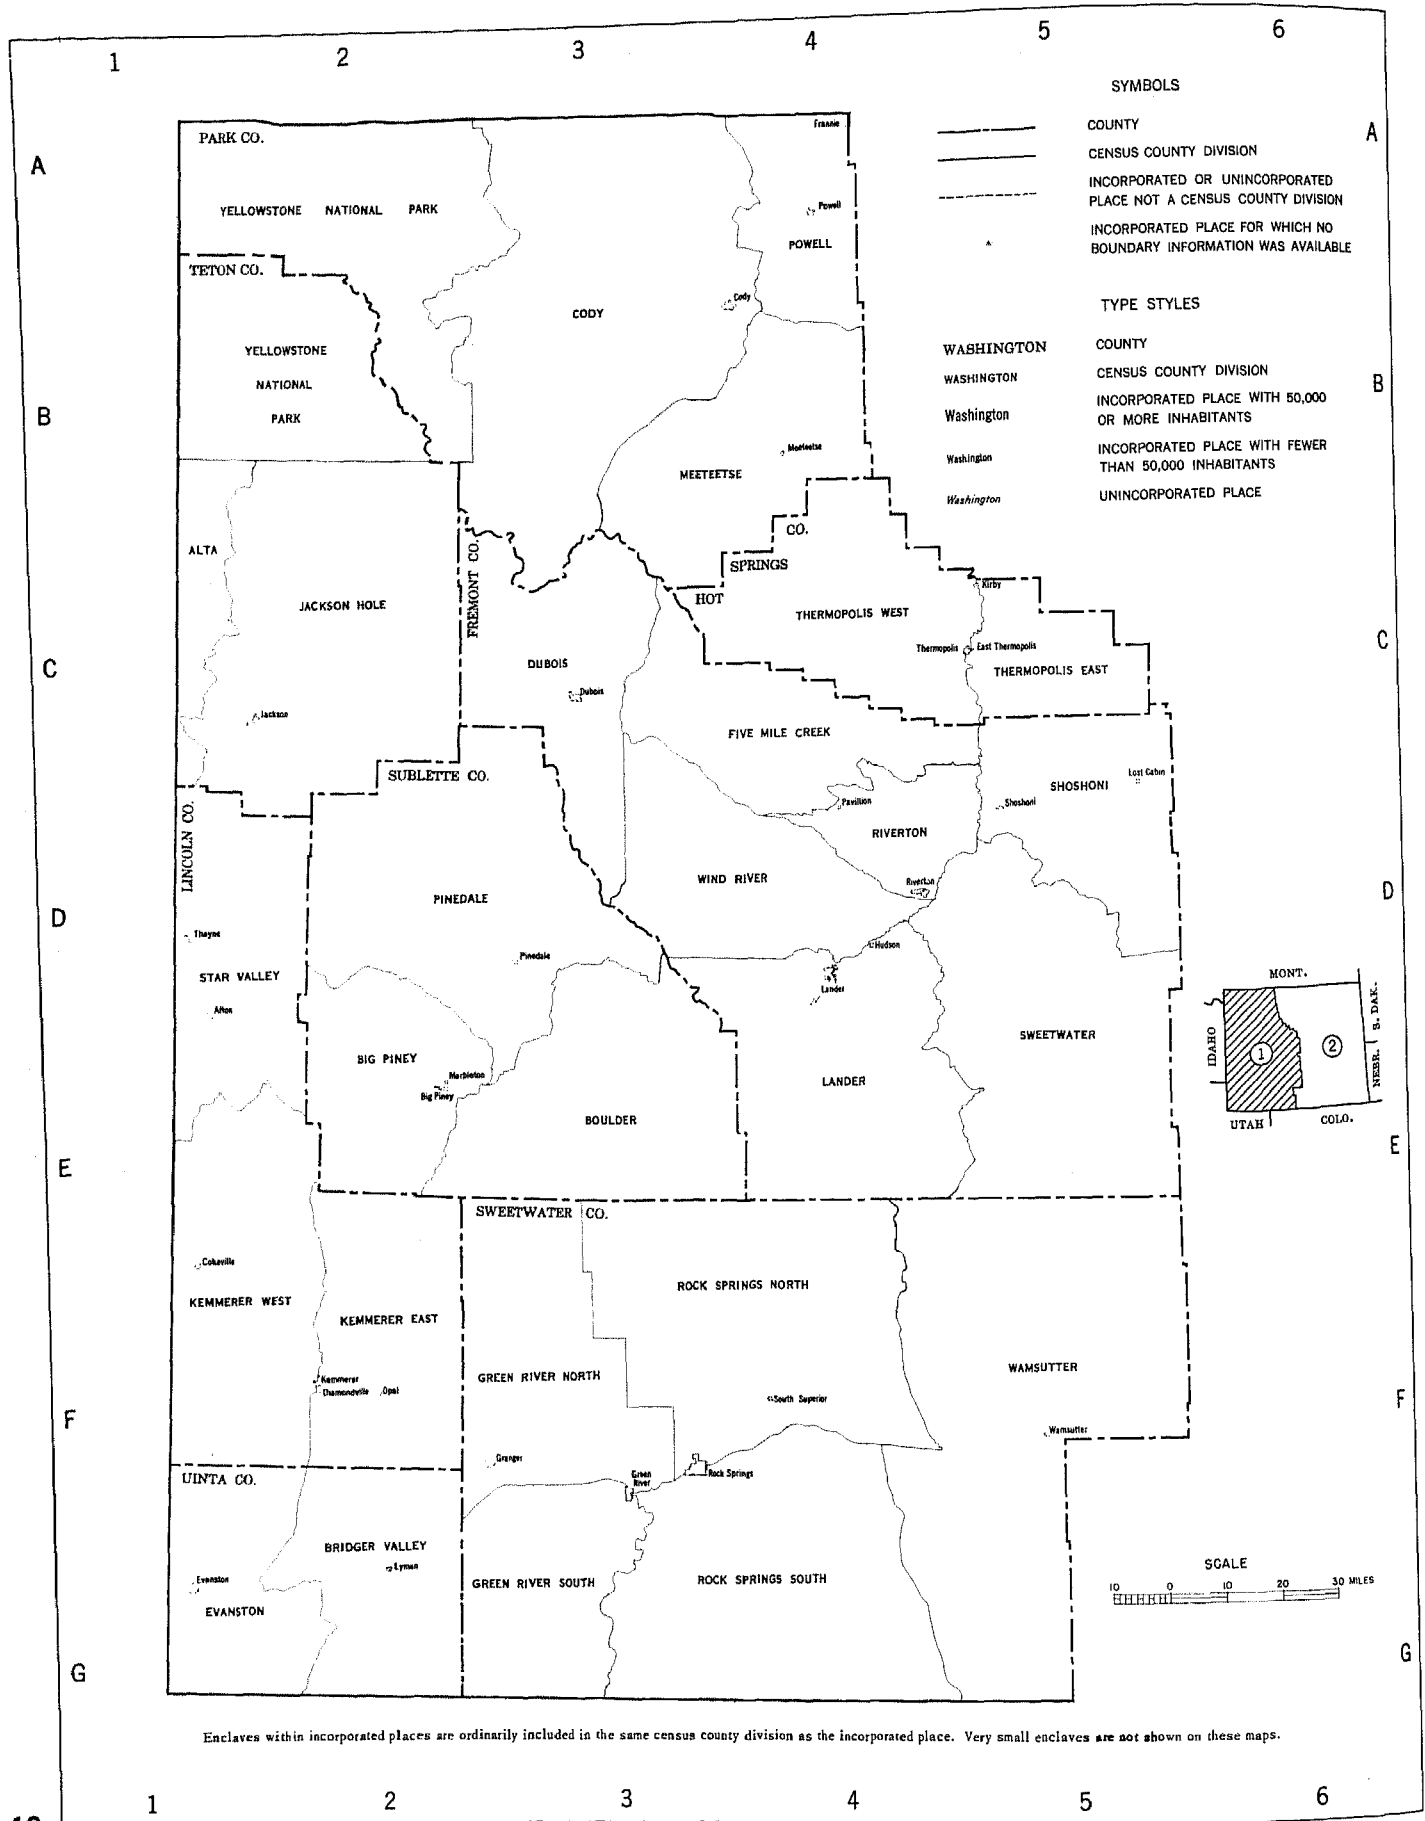 1 2 3 4 5 6
SYMBOLS
COUNTY
CENSUS COUNTY DIVISION
INCORPORATED OR UNINCORPORATED
PLACE NOT A CENSUS COUNTY DIVISION
INCORPORATED PLACE FOR WHICH NO
BOUNDARY INFORMATION WAS AVAILABLE
TYPE STYLES
WASHINGTON COUNTY
WASHINGTON CENSUS COUNTY DIVISION
Washington INCORPORATED PLACE WITH 50,000
OR MORE INHABITANTS
Washington INCORPORATED PLACE WITH FEWER
THAN 50,000 INHABITANTS
Washington UNINCORPORATED PLACE
A
A
B
B
C
C
D
D
E
E
F
F
G
G
PARK CO.
Frannie
YELLOWSTONE NATIONAL PARK
Powell
POWELL
TETON CO.
Cody
CODY
YELLOWSTONE
NATIONAL
PARK
Meeteetse
MEETEETSE
CO.
SPRINGS
HOT
ALTA
FREMONT CO.
Kirby
JACKSON HOLE
THERMOPOLIS WEST
Thermopolis
East Thermopolis
DUBOIS
THERMOPOLIS EAST
Dubois
Jackson
FIVE MILE CREEK
SUBLETTE CO.
Lost Cabin
SHOSHONI
LINCOLN CO.
Pavillion
Shoshoni
RIVERTON
WIND RIVER
Riverton
PINEDALE
Thayne
Hudson
Pinedale
STAR VALLEY
Lander
Afton
SWEETWATER
BIG PINEY
Marbleton
Big Piney
LANDER
BOULDER
MONT.
IDAHO
1
2
S. DAK.
NEBR.
UTAH
COLO.
SWEETWATER CO.
Cokeville
ROCK SPRINGS NORTH
KEMMERER WEST
KEMMERER EAST
WAMSUTTER
GREEN RIVER NORTH
Kemmerer
Diamondville
Opal
South Superior
Wamsutter
Granger
Green
River
Rock Springs
UINTA CO.
BRIDGER VALLEY
Lyman
Evanston
EVANSTON
GREEN RIVER SOUTH
ROCK SPRINGS SOUTH
SCALE
10 0 10 20 30 MILES
Enclaves within incorporated places are ordinarily included in the same census county division as the incorporated place. Very small enclaves are not shown on these maps.
1 2 3 4 5 6